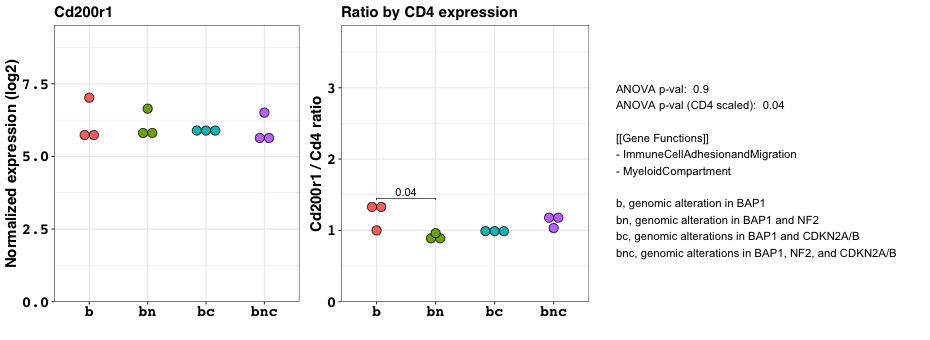 Cd200r1
Normalized expression (log2)
7.5
5.0
2.5
0.0
b bn bc bnc
Ratio by CD4 expression
Cd200r1 / Cd4 ratio
3
2
1
0
0.04
b bn bc bnc
ANOVA p-val:  0.9
ANOVA p-val (CD4 scaled):  0.04
[[Gene Functions]]
- ImmuneCellAdhesionandMigration
- MyeloidCompartment
b, genomic alteration in BAP1
bn, genomic alteration in BAP1 and NF2
bc, genomic alterations in BAP1 and CDKN2A/B
bnc, genomic alterations in BAP1, NF2, and CDKN2A/B